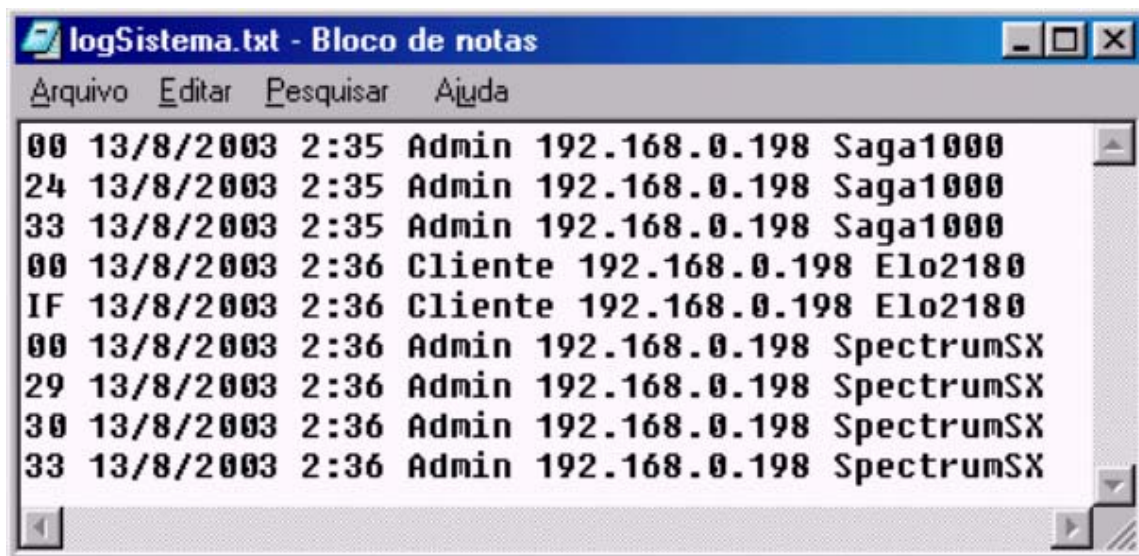 logSistema.txt - Bloco de notas
Arquivo Editar Pesquisar Ajuda
00 13/8/2003 2:35 Admin 192.168.0.198 Saga1000
24 13/8/2003 2:35 Admin 192.168.0.198 Saga1000
33 13/8/2003 2:35 Admin 192.168.0.198 Saga1000
00 13/8/2003 2:36 Cliente 192.168.0.198 Elo2180
IF 13/8/2003 2:36 Cliente 192.168.0.198 Elo2180
00 13/8/2003 2:36 Admin 192.168.0.198 SpectrumSX
29 13/8/2003 2:36 Admin 192.168.0.198 SpectrumSX
30 13/8/2003 2:36 Admin 192.168.0.198 SpectrumSX
33 13/8/2003 2:36 Admin 192.168.0.198 SpectrumSX